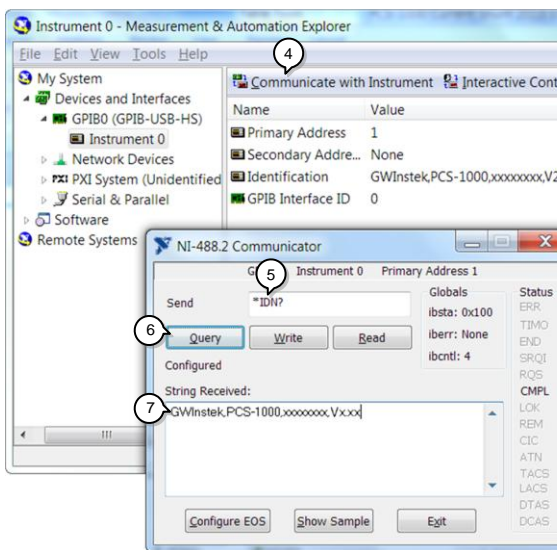 Instrument 0 - Measurement & Automation Explorer
File Edit View Tools Help
4
My System
Devices and Interfaces
GPIB0 (GPIB-USB-HS)
Instrument 0
Network Devices
PXI PXI System (Unidentified
Serial & Parallel
Software
Remote Systems
Communicate with Instrument Interactive Cont
Name Value
Primary Address 1
Secondary Addre... None
Identification GWInstek,PCS-1000,xxxxxxxx,V2
GPIB Interface ID 0
NI-488.2 Communicator
5
Instrument 0 Primary Address 1
Send *IDN?
6
Query Write Read
Configured
String Received:
7
GWInstek,PCS-1000,xxxxxxxx,Vx.xx
Configure EOS Show Sample Exit
Globals
ibsta: 0x100
iberr: None
ibcntl: 4
Status
ERR
TIMO
END
SRQI
RQS
CMPL
LOK
REM
CIC
ATN
TACS
LACS
DTAS
DCAS